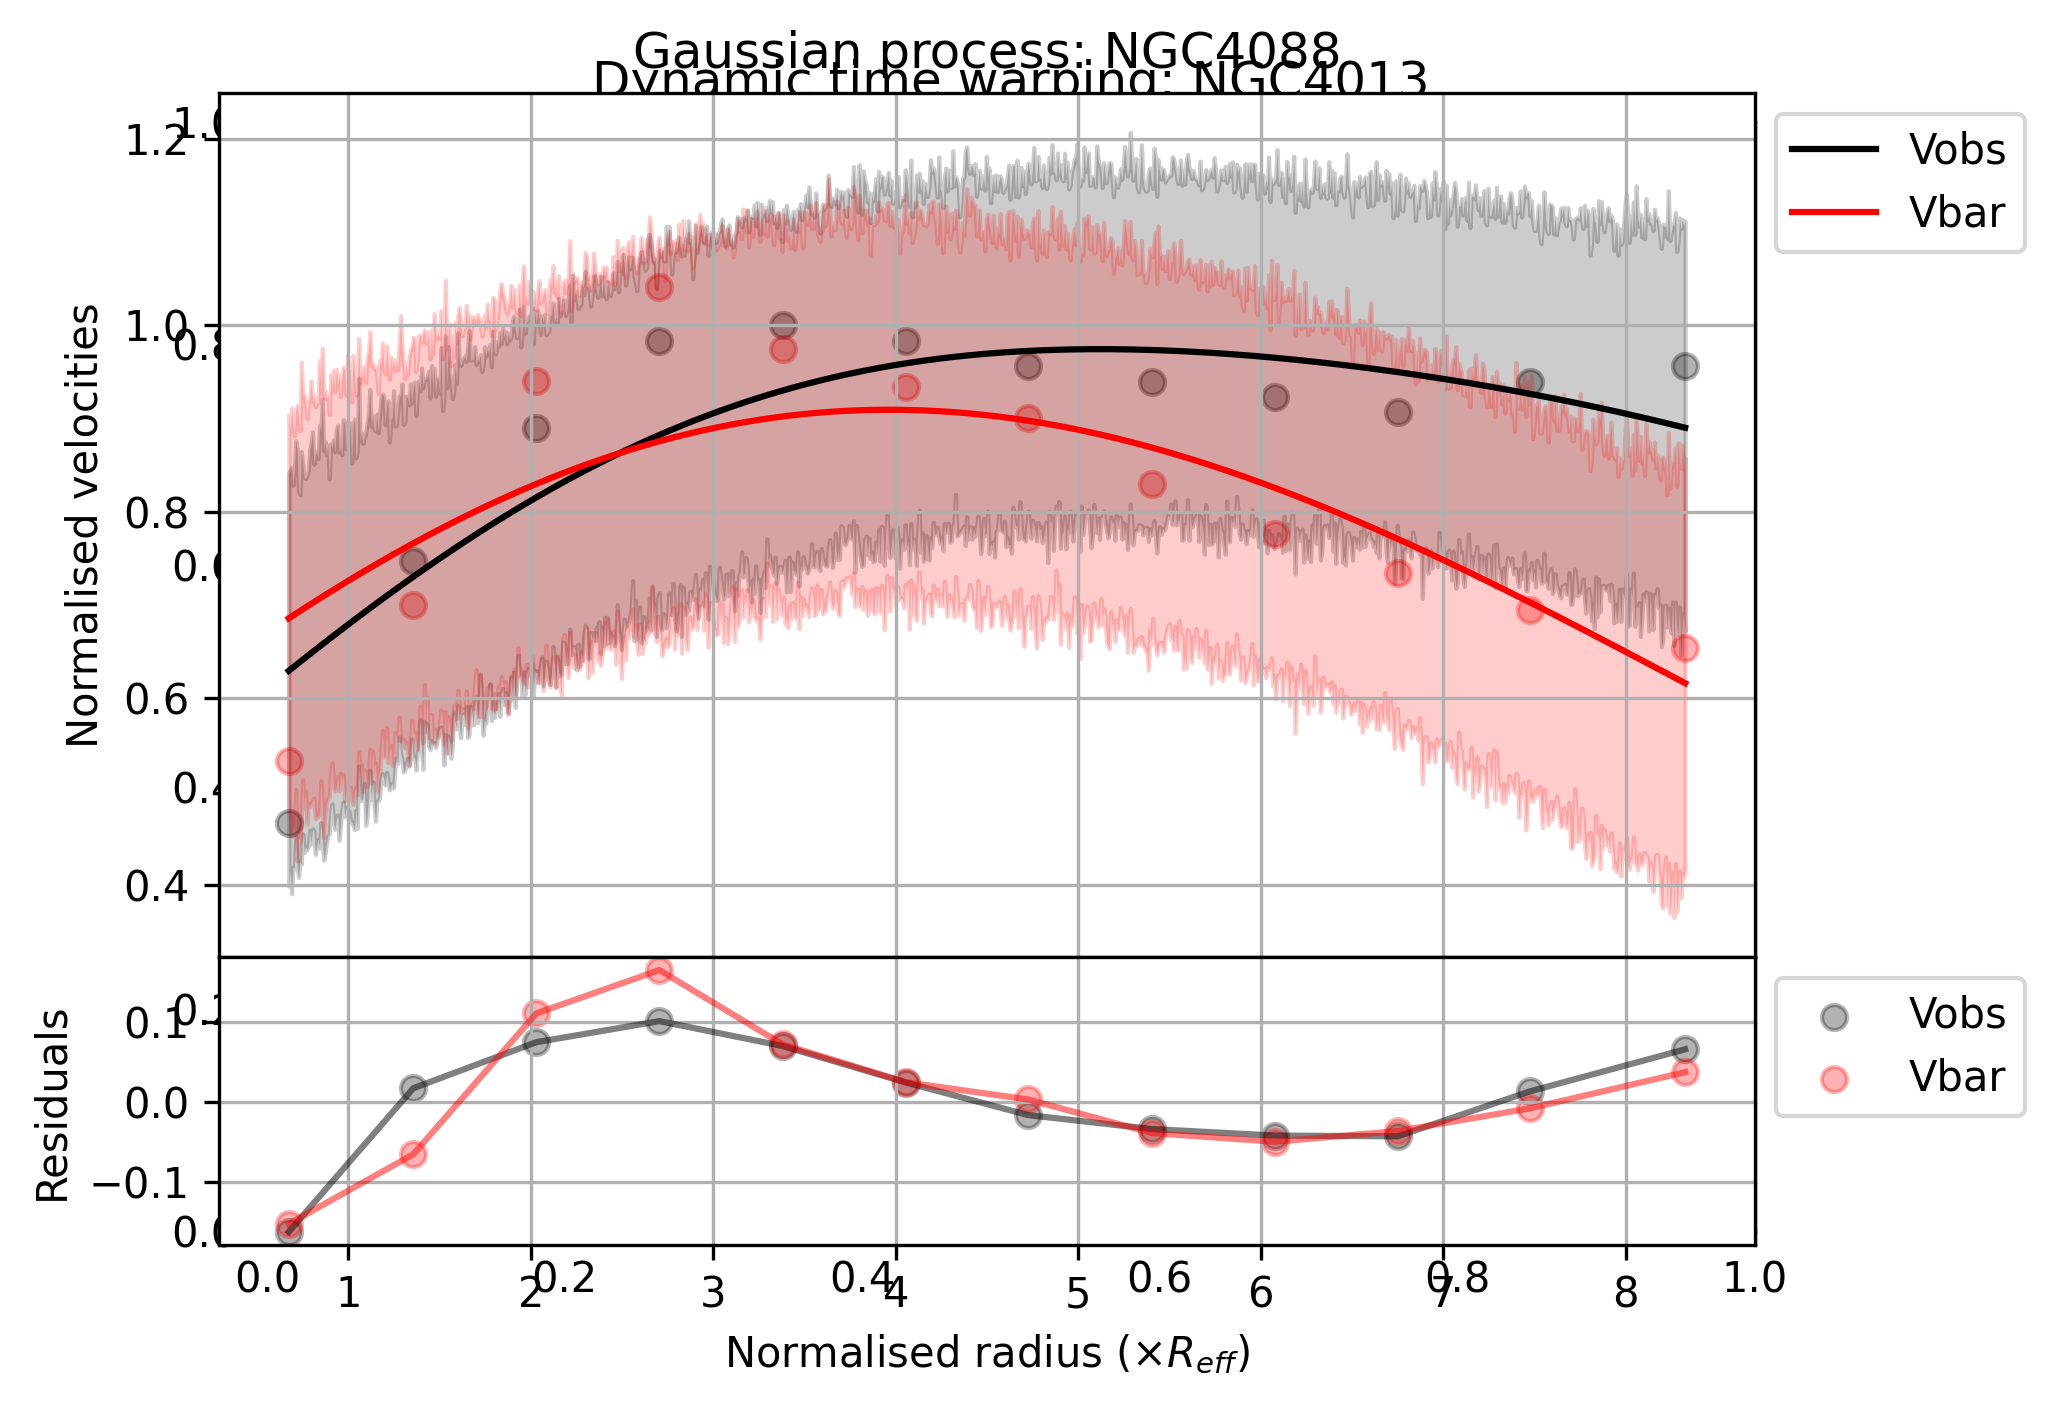 Gaussian process: NGC4088
Dynamic time warping: NGC4013
1.2
1.0
0.8
0.6
0.4
Normalised velocities
Vobs
Vbar
0.1
0.0
−0.1
Residuals
Vobs
Vbar
0.0
0.2
0.4
0.6
0.8
1.0
1
2
3
4
5
6
7
8
Normalised radius (×R_eff)